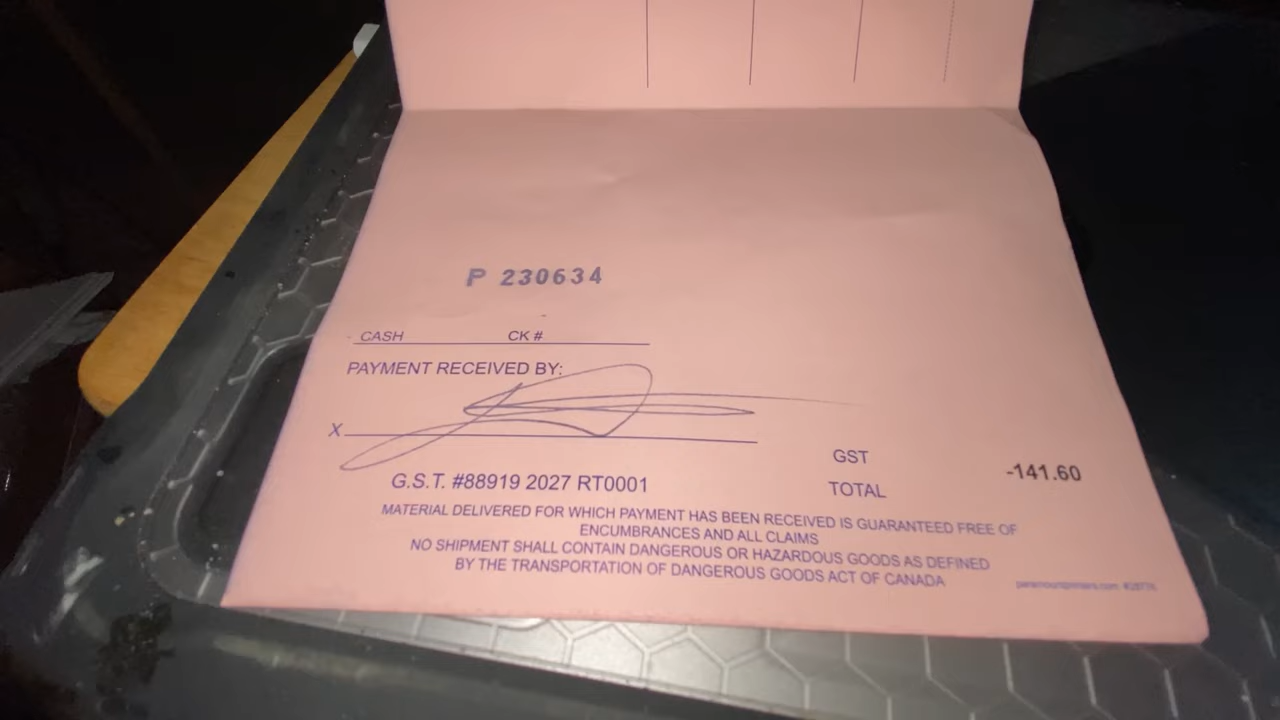 P 230634
CASH CK #
PAYMENT RECEIVED BY:
X
GST
-141.60
G.S.T. #88919 2027 RT0001
TOTAL
MATERIAL DELIVERED FOR WHICH PAYMENT HAS BEEN RECEIVED IS GUARANTEED FREE OF
ENCUMBRANCES AND ALL CLAIMS
NO SHIPMENT SHALL CONTAIN DANGEROUS OR HAZARDOUS GOODS AS DEFINED
BY THE TRANSPORTATION OF DANGEROUS GOODS ACT OF CANADA